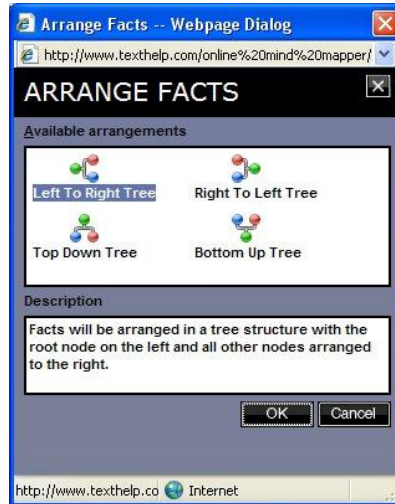 Arrange Facts -- Webpage Dialog
http://www.texthelp.com/online%20mind%20mapper/
ARRANGE FACTS
Available arrangements
Left To Right Tree Right To Left Tree
Top Down Tree Bottom Up Tree
Description
Facts will be arranged in a tree structure with the
root node on the left and all other nodes arranged
to the right.
OK Cancel
http://www.texthelp.co Internet